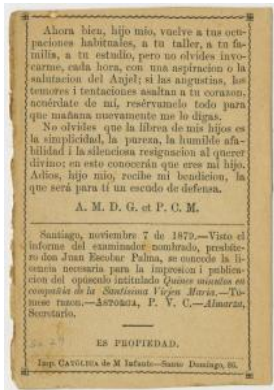 Ahora bien, hijo mio, vuelve a tus ocu-
paciones habituales, a tu taller, a tu fa-
milia, a tu estudio, pero no olvides invo-
carme, cada hora, con una aspiracion o la
salutacion del Anjel; si las angustias, los
temores i tentaciones asaltan a tu corazon,
acuérdate de mí, resérvamelo todo para
que mañana nuevamente me lo digas.
No olvides que la librea de mis hijos es
la simplicidad, la pureza, la humilde afa-
bilidad i la silenciosa resignacion al querer
divino; en este conocerán que eres mi hijo.
Adios, hijo mio, recibe mi bendicion, la
que será para tí un escudo de defensa.
A. M. D. G. et P. C. M.
Santiago, noviembre 7 de 1879.—Visto el
informe del examinador nombrado, presbíte-
ro don Juan Escobar Palma, se concede la li-
cencia necesaria para la impresion i publica-
cion del opúsculo intitulado Quince minutos en
compañía de la Santísima Vírjen María.—Tó-
mese razon.—ASTORGA, P. V. C.—Almarza,
Secretario.
ES PROPIEDAD.
Imp. CATÓLICA de M Infante—Santo Domingo,